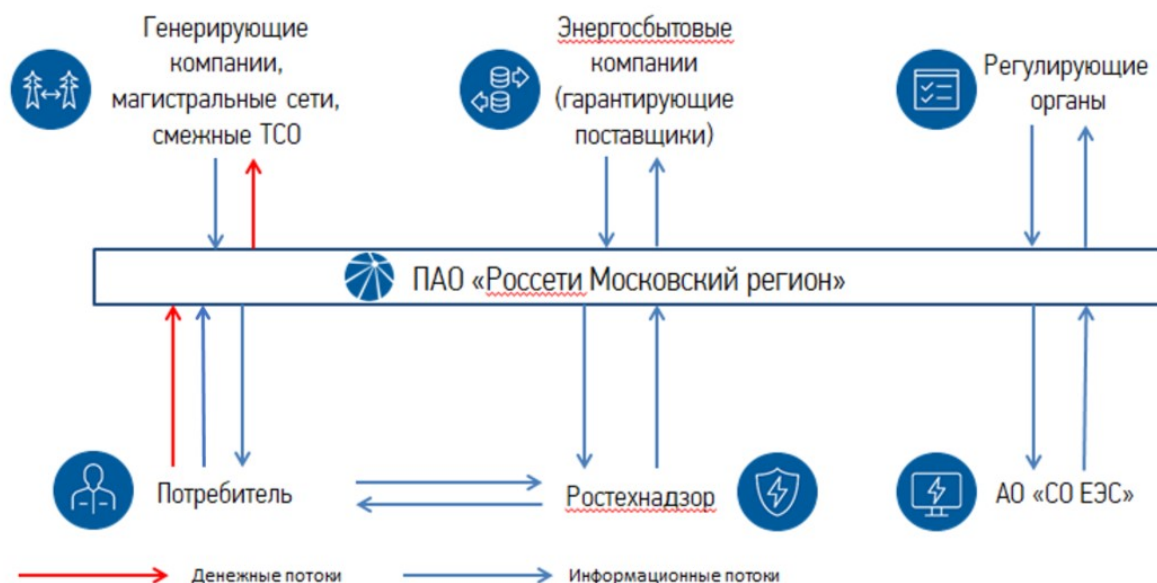 Генерирующие
компании,
магистральные сети,
смежные ТСО
Энергосбытовые
компании
(гарантирующие
поставщики)
Регулирующие
органы
ПАО «Россети Московский регион»
Потребитель
Ростехнадзор
АО «СО ЕЭС»
Денежные потоки
Информационные потоки